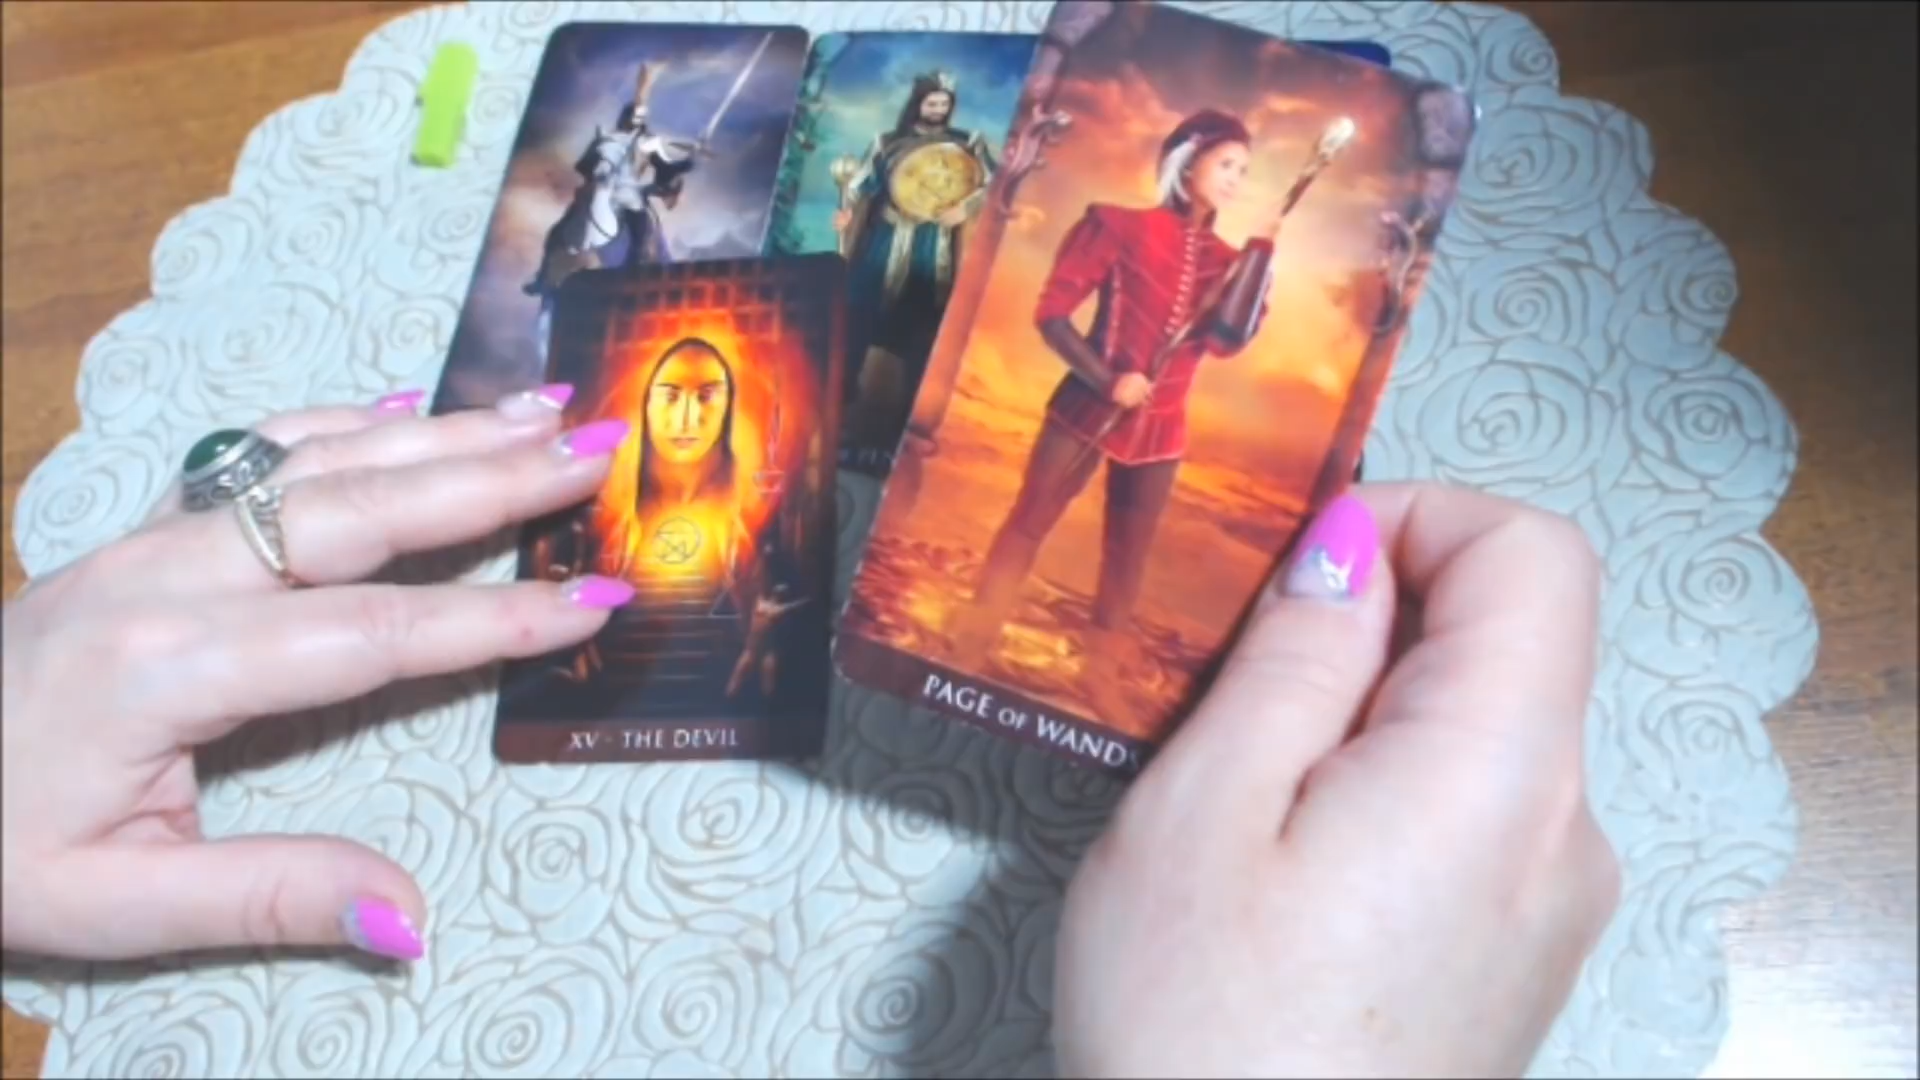 XV - THE DEVIL
PAGE OF WANDS